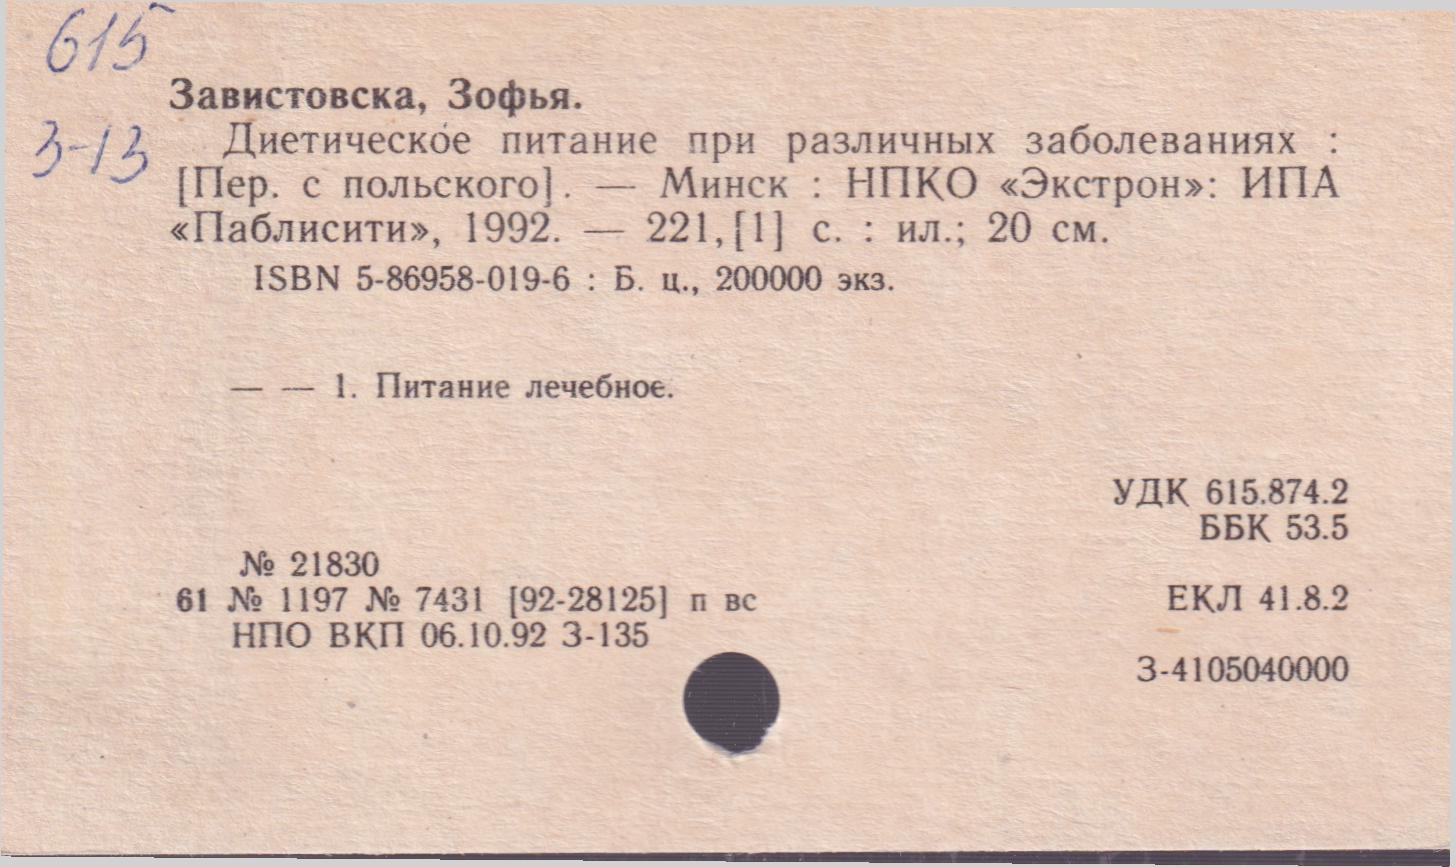 615
З-13
Завистовска, Зофья.
Диетическое питание при различных заболеваниях :
[Пер. с польского]. — Минск : НПКО «Экстрон»: ИПА
«Паблисити», 1992. — 221,[1] с. : ил.; 20 см.
ISBN 5-86958-019-6 : Б. ц., 200000 экз.
— — 1. Питание лечебное.
УДК 615.874.2
ББК 53.5
№ 21830
61 № 1197 № 7431 [92-28125] п вс
ЕКЛ 41.8.2
НПО ВКП 06.10.92 З-135
З-4105040000